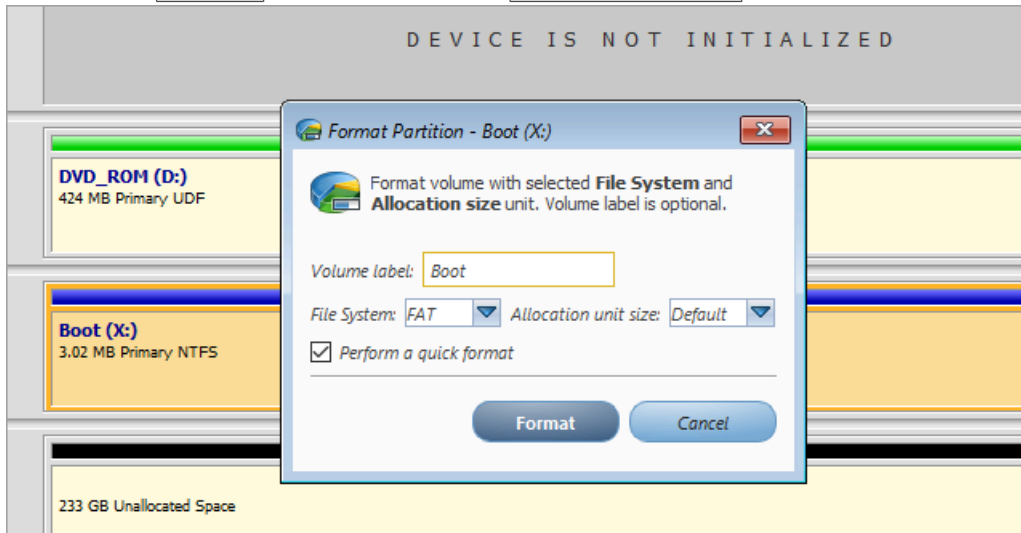 DEVICE IS NOT INITIALIZED
Format Partition - Boot (X:)
DVD_ROM (D:)
424 MB Primary UDF
Format volume with selected File System and
Allocation size unit. Volume label is optional.
Volume label: Boot
File System: FAT Allocation unit size: Default
Boot (X:)
3.02 MB Primary NTFS
Perform a quick format
Format Cancel
233 GB Unallocated Space